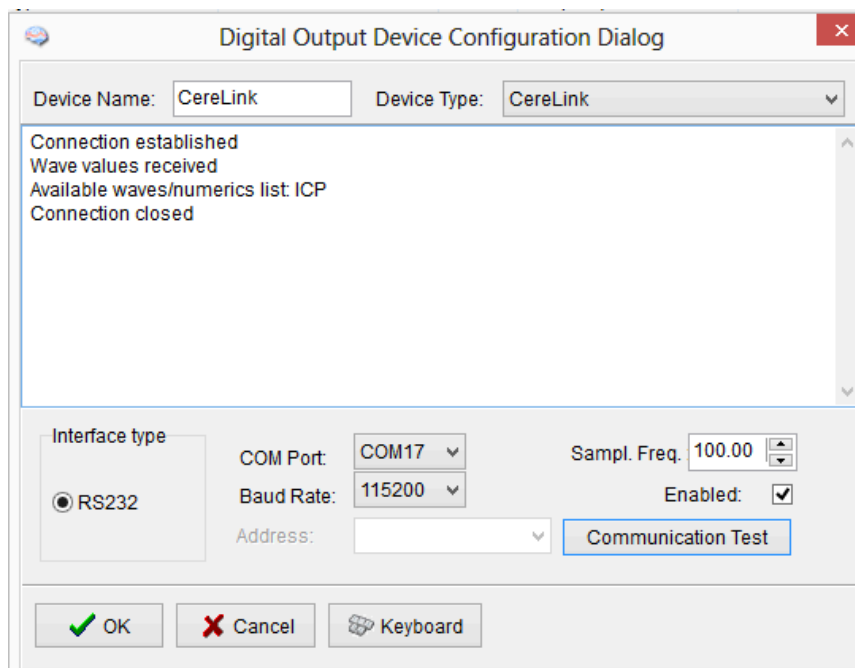 Digital Output Device Configuration Dialog
Device Name: CereLink Device Type: CereLink
Connection established
Wave values received
Available waves/numerics list: ICP
Connection closed
Interface type
RS232
COM Port: COM17
Baud Rate: 115200
Address:
Sampl. Freq. 100.00
Enabled:
Communication Test
OK Cancel Keyboard